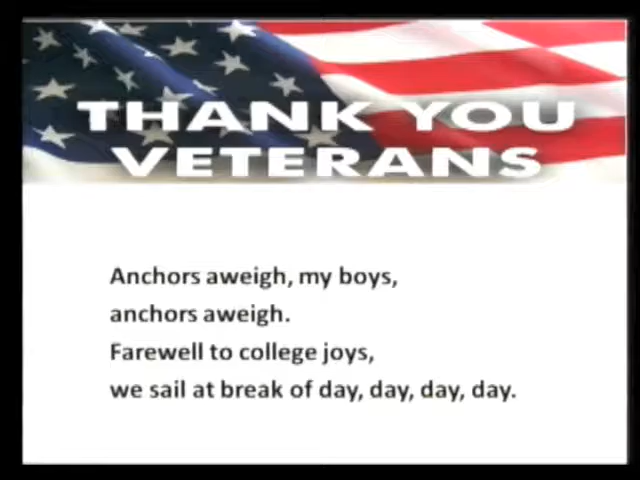 THANK YOU
VETERANS
Anchors aweigh, my boys,
anchors aweigh.
Farewell to college joys,
we sail at break of day, day, day, day.